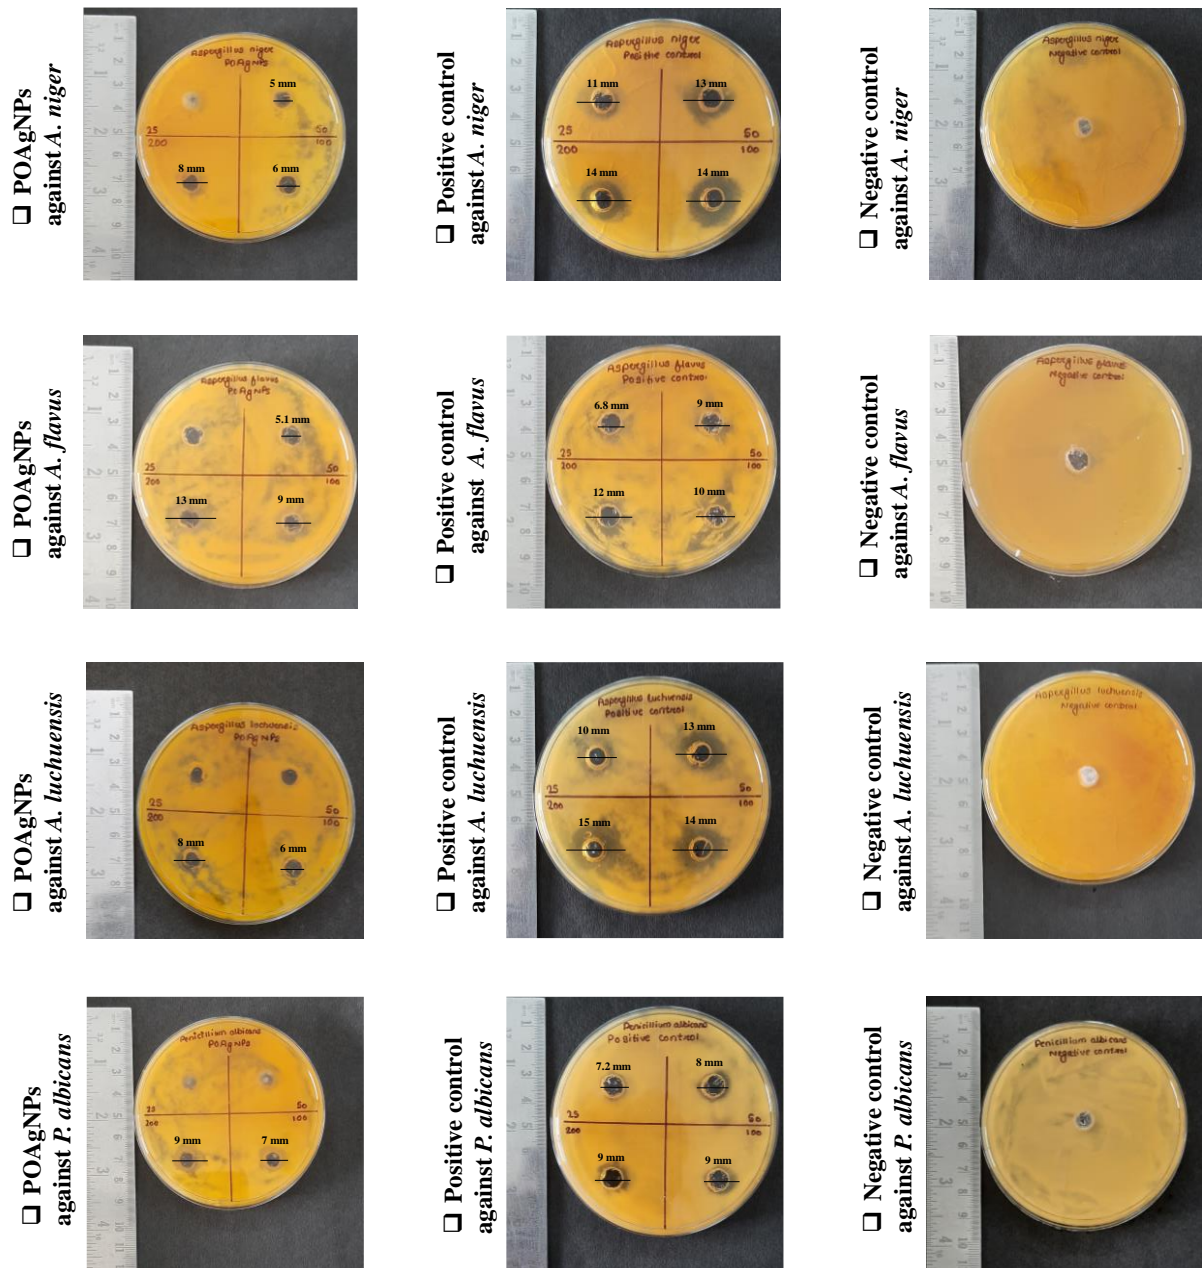 ❑ POAgNPs
against A. niger
Aspergillus niger
POAgNPs
5 mm
25
50
200
100
8 mm
6 mm
❑ Positive control
against A. niger
Aspergillus niger
Positive control
11 mm
13 mm
25
50
200
100
14 mm
14 mm
❑ Negative control
against A. niger
Aspergillus niger
Negative control
❑ POAgNPs
against A. flavus
Aspergillus flavus
POAgNPs
5.1 mm
25
50
200
100
13 mm
9 mm
❑ Positive control
against A. flavus
Aspergillus flavus
Positive control
6.8 mm
9 mm
25
50
200
100
12 mm
10 mm
❑ Negative control
against A. flavus
Aspergillus flavus
Negative control
❑ POAgNPs
against A. luchuensis
Aspergillus luchuensis
POAgNPs
25
50
200
100
8 mm
6 mm
❑ Positive control
against A. luchuensis
Aspergillus luchuensis
Positive control
10 mm
13 mm
25
50
200
100
15 mm
14 mm
❑ Negative control
against A. luchuensis
Aspergillus luchuensis
Negative control
❑ POAgNPs
against P. albicans
Penicillium albicans
POAgNPs
25
50
200
100
9 mm
7 mm
❑ Positive control
against P. albicans
Penicillium albicans
Positive control
7.2 mm
8 mm
25
50
200
100
9 mm
9 mm
❑ Negative control
against P. albicans
Penicillium albicans
Negative control